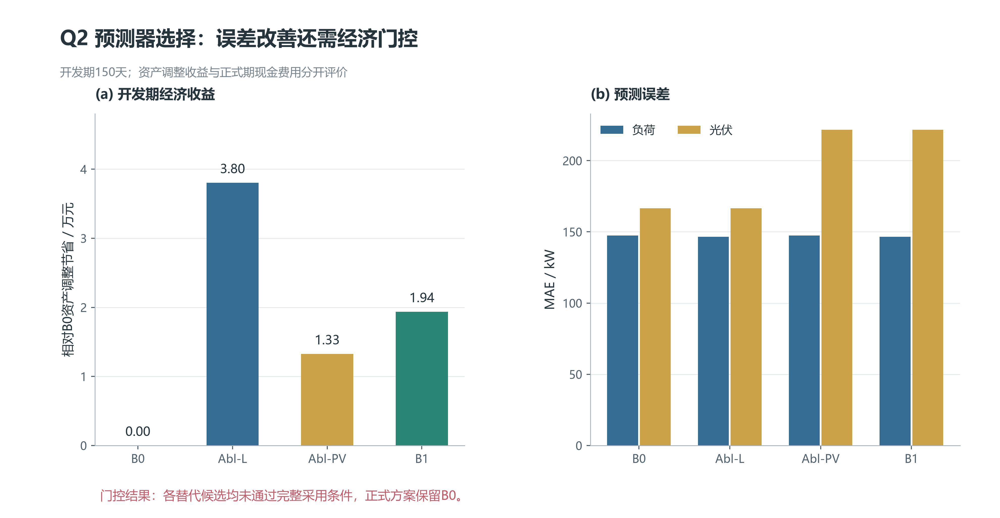 Q2 预测器选择：误差改善还需经济门控
开发期150天；资产调整收益与正式期现金费用分开评价
(a) 开发期经济收益
相对B0资产调整节省 / 万元
4
3
2
1
0
0.00
3.80
1.33
1.94
B0
Abl-L
Abl-PV
B1
门控结果：各替代候选均未通过完整采用条件，正式方案保留B0。
(b) 预测误差
负荷
光伏
MAE / kW
200
150
100
50
0
B0
Abl-L
Abl-PV
B1